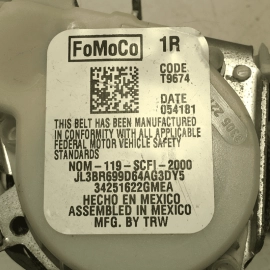 FoMoCo 1R
CODE
T9674
DATE
054181
THIS BELT HAS BEEN MANUFACTURED
IN CONFORMITY WITH ALL APPLICABLE
FEDERAL MOTOR VEHICLE SAFETY
STANDARDS
NOM-119-SCFI-2000
JL3BR699D64AG3DY5
34251622GMEA
HECHO EN MEXICO
ASSEMBLED IN MEXICO
MFG. BY TRW